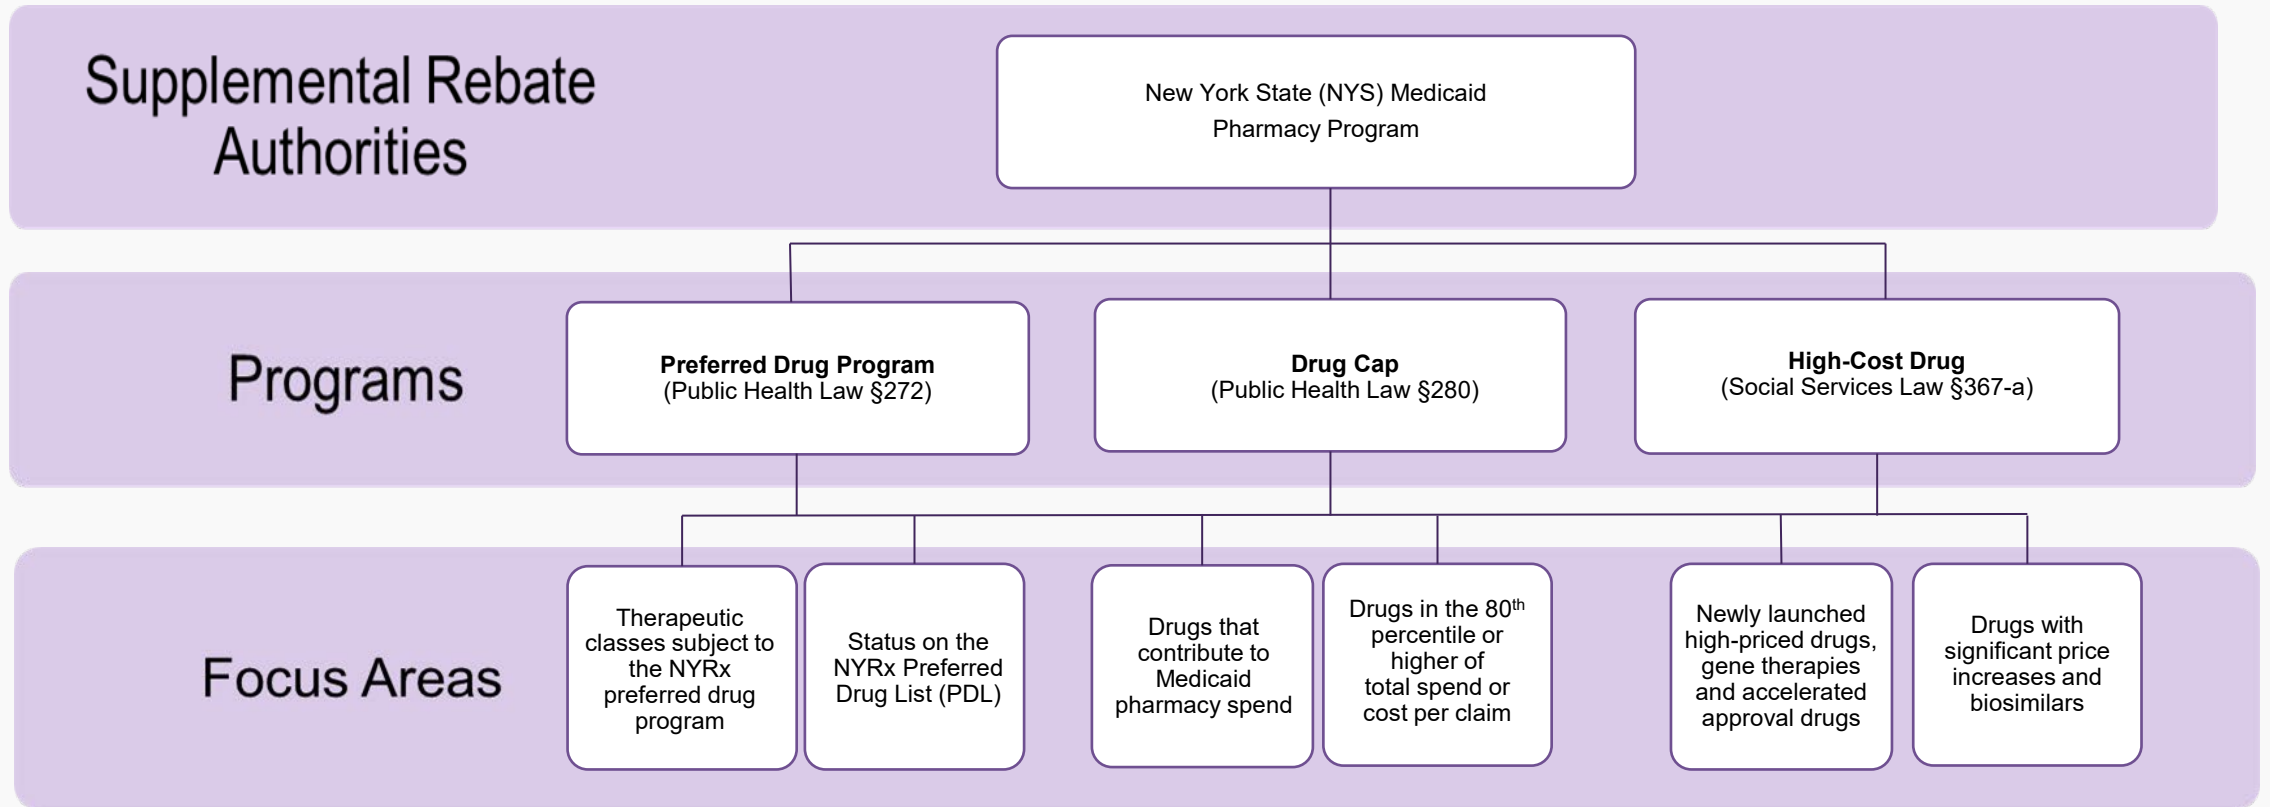 Supplemental Rebate
Authorities
New York State (NYS) Medicaid
Pharmacy Program
Programs
Preferred Drug Program
(Public Health Law §272)
Drug Cap
(Public Health Law §280)
High-Cost Drug
(Social Services Law §367-a)
Focus Areas
Therapeutic
classes subject to
the NYRx
preferred drug
program
Status on the
NYRx Preferred
Drug List (PDL)
Drugs that
contribute to
Medicaid
pharmacy spend
Drugs in the 80th
percentile or
higher of
total spend or
cost per claim
Newly launched
high-priced drugs,
gene therapies
and accelerated
approval drugs
Drugs with
significant price
increases and
biosimilars